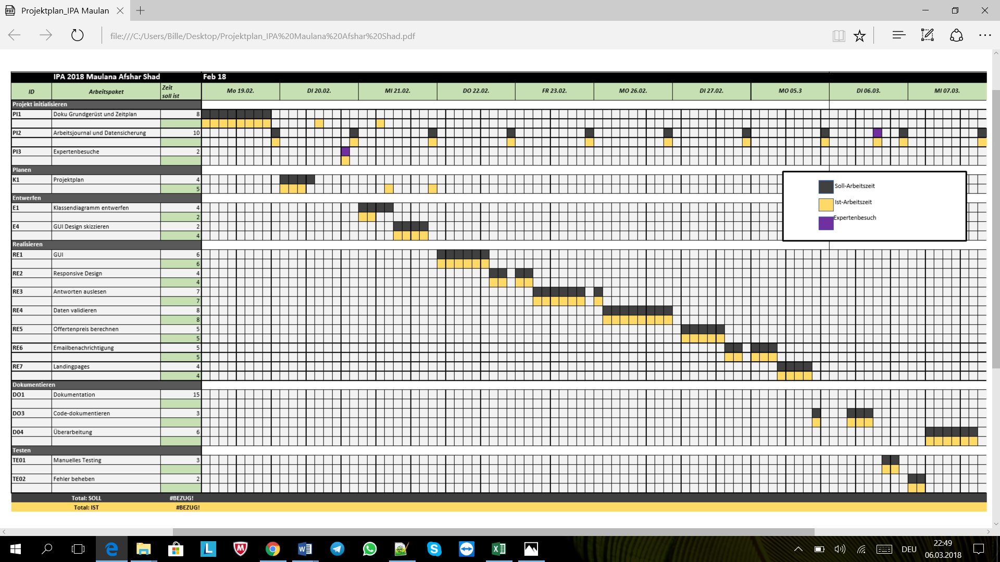 Projektplan_IPA Maulan
file:///C:/Users/Bille/Desktop/Projektplan_IPA%20Maulana%20Afshar%20Shad.pdf
IPA 2018 Maulana Afshar Shad Feb 18
ID Arbeitspaket Zeit soll ist Mo 19.02. DI 20.02. MI 21.02. DO 22.02. FR 23.02. MO 26.02. DI 27.02. MO 05.3 DI 06.03. MI 07.03.
Projekt initialisieren
PI1 Doku Grundgerüst und Zeitplan 8
PI2 Arbeitsjournal und Datensicherung 10
PI3 Expertenbesuche 2
Planen
K1 Projektplan 4
5
Entwerfen
E1 Klassendiagramm entwerfen 4
2
E4 GUI Design skizzieren 2
4
Soll-Arbeitszeit
Ist-Arbeitszeit
Expertenbesuch
Realisieren
RE1 GUI 6
6
RE2 Responsive Design 4
4
RE3 Antworten auslesen 7
7
RE4 Daten validieren 8
8
RE5 Offertenpreis berechnen 5
5
RE6 Emailbenachrichtigung 5
5
RE7 Landingpages 4
4
Dokumentieren
DO1 Dokumentation 15
DO3 Code-dokumentieren 3
D04 Überarbeitung 6
Testen
TE01 Manuelles Testing 3
TE02 Fehler beheben 2
Total: SOLL #BEZUG!
Total: IST #BEZUG!
DEU
22:49
06.03.2018